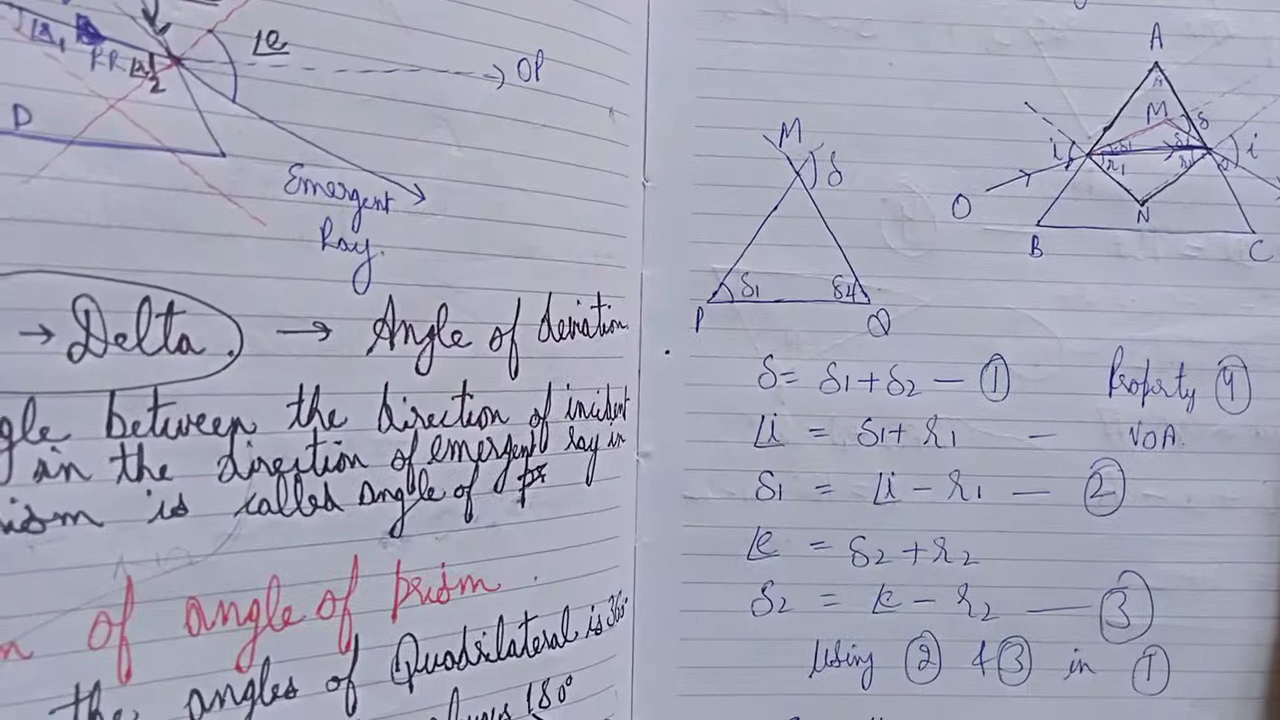 ∠e
OP
D
Emergent
Ray.
→ Delta. → Angle of deviation
gle between the direction of incident
in the direction of emergent ray in
ism is called angle of
of angle of prism.
the angles of Quadrilateral is 360°
180°
M
δ
δ1
P
Q
A
M
δ
i
r1
i
O
N
B
C
δ = δ1 + δ2 — ①
Property ④
∠i = δ1 + r1 — VOA.
δ1 = ∠i - r1 — ②
∠e = δ2 + r2
δ2 = ∠e - r2 — ③
Using ② & ③ in ①